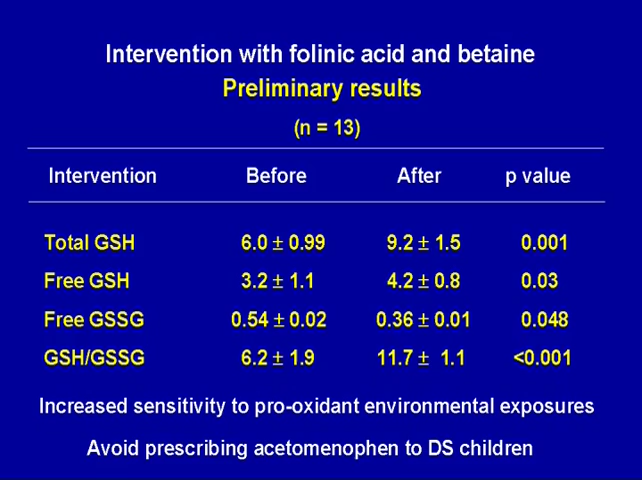 Intervention with folinic acid and betaine
Preliminary results
(n = 13)
Intervention Before After p value
Total GSH 6.0 ± 0.99 9.2 ± 1.5 0.001
Free GSH 3.2 ± 1.1 4.2 ± 0.8 0.03
Free GSSG 0.54 ± 0.02 0.36 ± 0.01 0.048
GSH/GSSG 6.2 ± 1.9 11.7 ± 1.1 <0.001
Increased sensitivity to pro-oxidant environmental exposures
Avoid prescribing acetomenophen to DS children